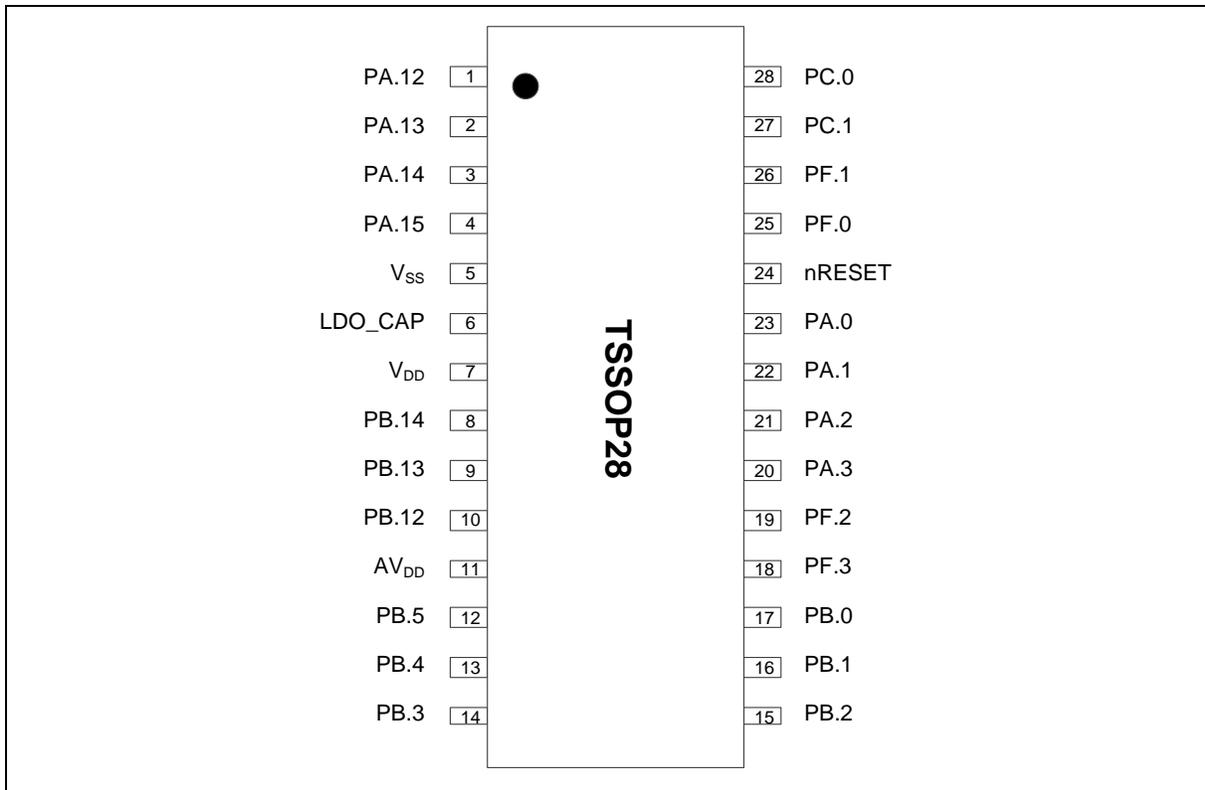 PA.12 1 28 PC.0
PA.13 2 27 PC.1
PA.14 3 26 PF.1
PA.15 4 25 PF.0
VSS 5 24 nRESET
LDO_CAP 6 23 PA.0
VDD 7 22 PA.1
PB.14 8 21 PA.2
PB.13 9 20 PA.3
PB.12 10 19 PF.2
AVDD 11 18 PF.3
PB.5 12 17 PB.0
PB.4 13 16 PB.1
PB.3 14 15 PB.2
TSSOP28